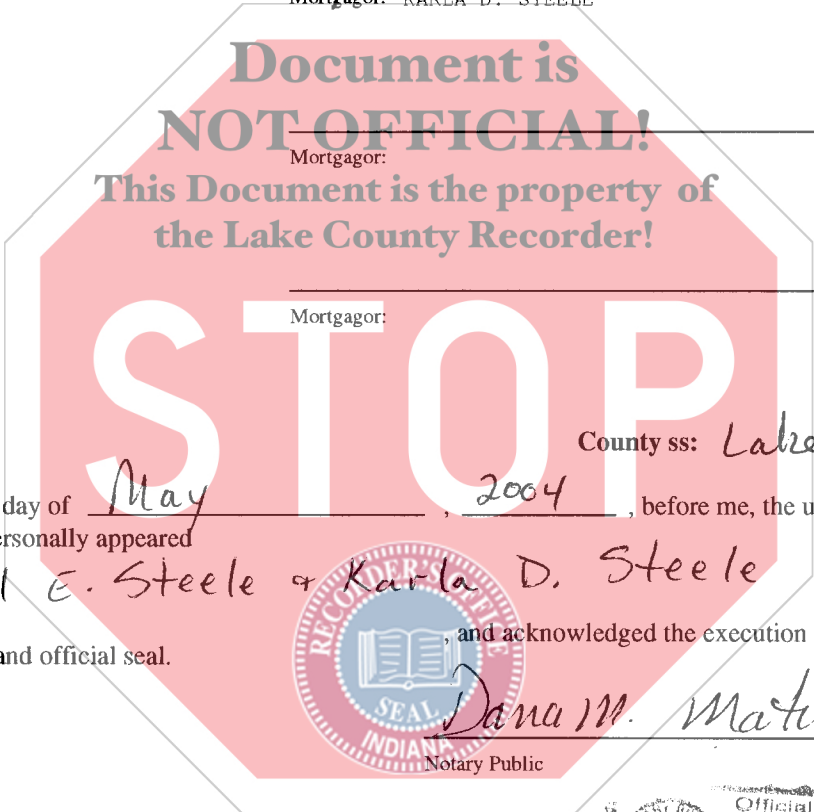 Mortgagor: KARLA D. STEELE
Document is
NOT OFFICIAL!
Mortgagor:
This Document is the property of
the Lake County Recorder!
Mortgagor:
STOP
County ss: Lake
day of May , 2004 , before me, the u
ersonally appeared
l E. Steele & Karla D. Steele
, and acknowledged the execution
and official seal.
RECORDER'S OFFICE
SEAL
INDIANA
Dana M. Mat
Notary Public
Official